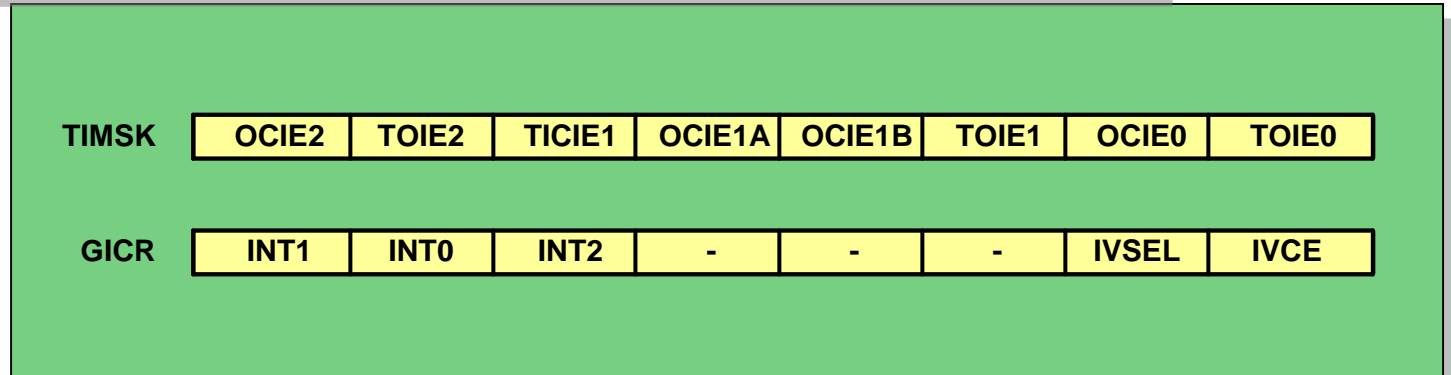 TIMSK OCIE2 TOIE2 TICIE1 OCIE1A OCIE1B TOIE1 OCIE0 TOIE0
GICR INT1 INT0 INT2 - - - IVSEL IVCE